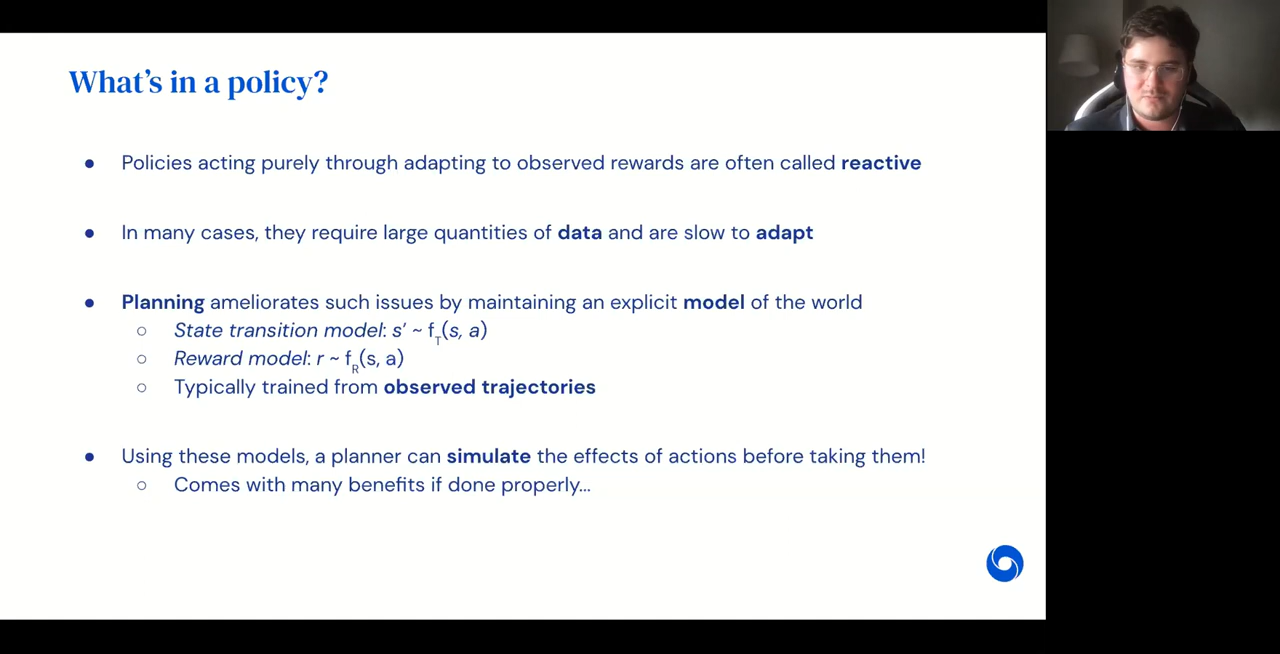 What's in a policy?
● Policies acting purely through adapting to observed rewards are often called reactive
● In many cases, they require large quantities of data and are slow to adapt
● Planning ameliorates such issues by maintaining an explicit model of the world
○ State transition model: s' ~ f_T(s, a)
○ Reward model: r ~ f_R(s, a)
○ Typically trained from observed trajectories
● Using these models, a planner can simulate the effects of actions before taking them!
○ Comes with many benefits if done properly...